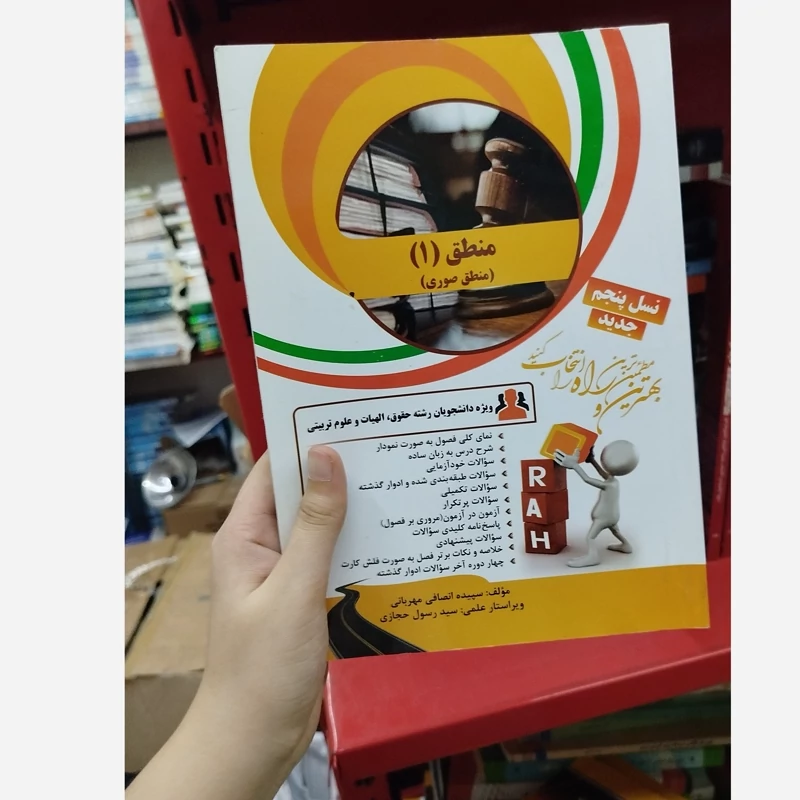 منطق (۱)
(منطق صوری)
نسل پنجم
جدید
بهترین و مطمئن‌ترین راه را انتخاب کنید
ویژه دانشجویان رشته حقوق، الهیات و علوم تربیتی
نمای کلی فصول به صورت نمودار
شرح درس به زبان ساده
سؤالات خودآزمایی
سؤالات طبقه‌بندی شده و ادوار گذشته
سؤالات تکمیلی
سؤالات پرتکرار
آزمون در آزمون(مروری بر فصول)
پاسخ‌نامه کلیدی سؤالات
سؤالات پیشنهادی
خلاصه و نکات برتر فصل به صورت فلش کارت
چهار دوره آخر سؤالات ادوار گذشته
R
A
H
مؤلف: سپیده انصافی مهربانی
ویراستار علمی: سید رسول حجازی